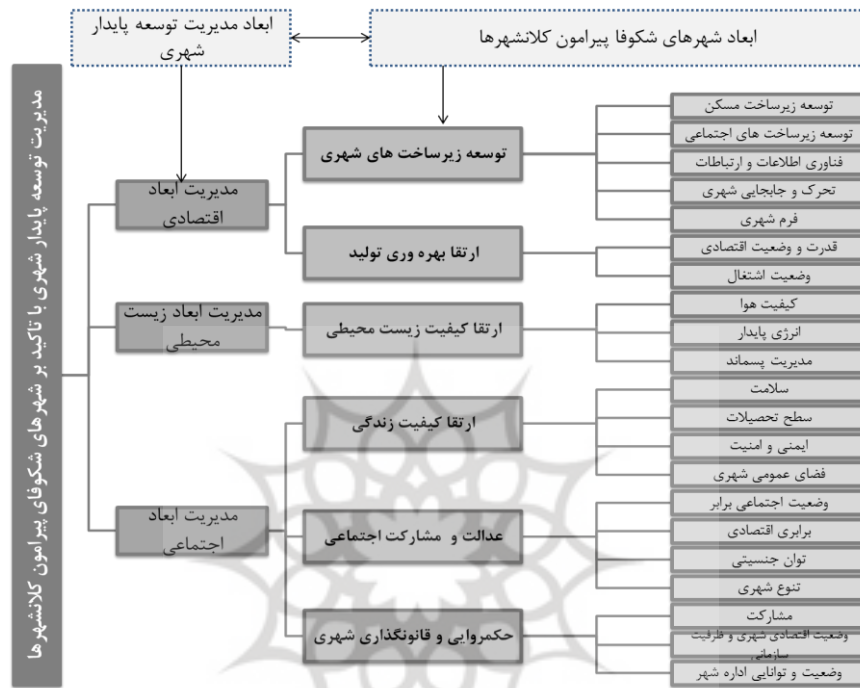 ابعاد شهرهای شکوفا پیرامون کلانشهرها
ابعاد مدیریت توسعه پایدار
شهری
مدیریت توسعه پایدار شهری با تاکید بر شهرهای شکوفای پیرامون کلانشهرها
مدیریت ابعاد
اقتصادی
توسعه زیرساخت های شهری
توسعه زیرساخت مسکن
توسعه زیرساخت های اجتماعی
فناوری اطلاعات و ارتباطات
تحرک و جابجایی شهری
فرم شهری
ارتقا بهره وری تولید
قدرت و وضعیت اقتصادی
وضعیت اشتغال
مدیریت ابعاد زیست
محیطی
ارتقا کیفیت زیست محیطی
کیفیت هوا
انرژی پایدار
مدیریت پسماند
مدیریت ابعاد
اجتماعی
ارتقا کیفیت زندگی
سلامت
سطح تحصیلات
ایمنی و امنیت
فضای عمومی شهری
عدالت و مشارکت اجتماعی
وضعیت اجتماعی برابر
برابری اقتصادی
توان جنسیتی
تنوع شهری
حکمروایی و قانونگذاری شهری
مشارکت
وضعیت اقتصادی شهری و ظرفیت
سازمانی
وضعیت و توانایی اداره شهر